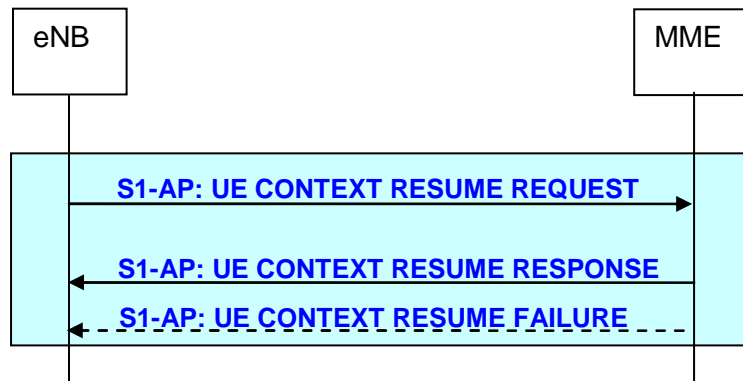 eNB
MME
S1-AP: UE CONTEXT RESUME REQUEST
S1-AP: UE CONTEXT RESUME RESPONSE
S1-AP: UE CONTEXT RESUME FAILURE